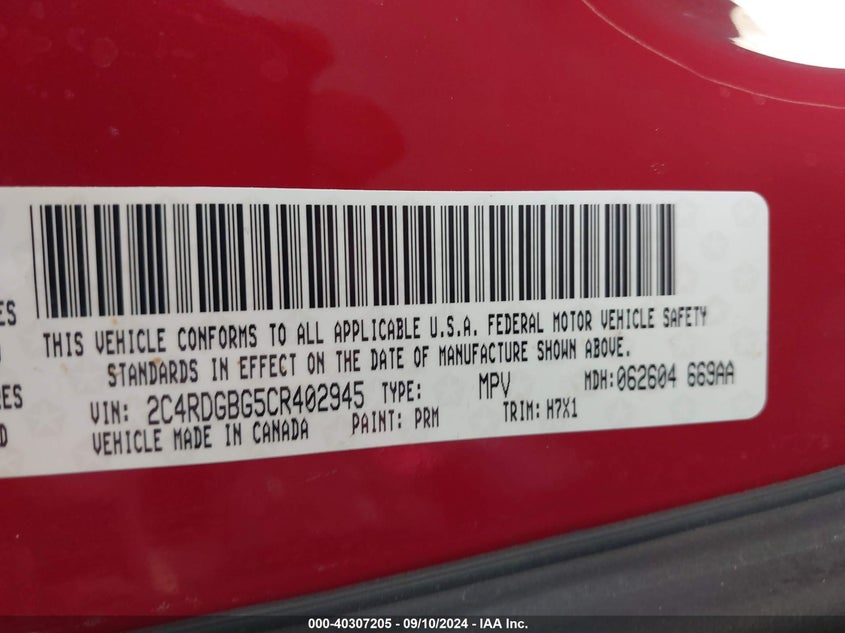 THIS VEHICLE CONFORMS TO ALL APPLICABLE U.S.A. FEDERAL MOTOR VEHICLE SAFETY
STANDARDS IN EFFECT ON THE DATE OF MANUFACTURE SHOWN ABOVE.
VIN: 2C4RDGBG5CR402945 TYPE: MPV MDH:062604 669AA
VEHICLE MADE IN CANADA PAINT: PRM TRIM: H7X1
000-40307205 - 09/10/2024 - IAA Inc.